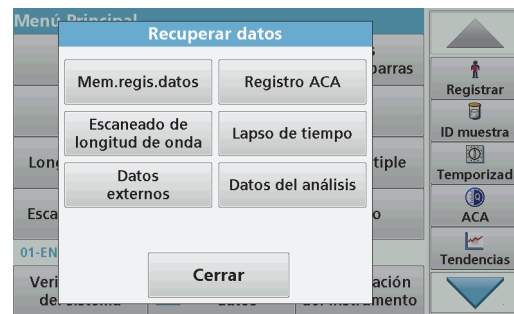 Menú Principal
Recuperar datos
barras
Mem.regis.datos
Registro ACA
Registrar
Escaneado de
longitud de onda
Lapso de tiempo
ID muestra
Datos
externos
Datos del análisis
Temporizad
ACA
01-EN
Cerrar
Tendencias